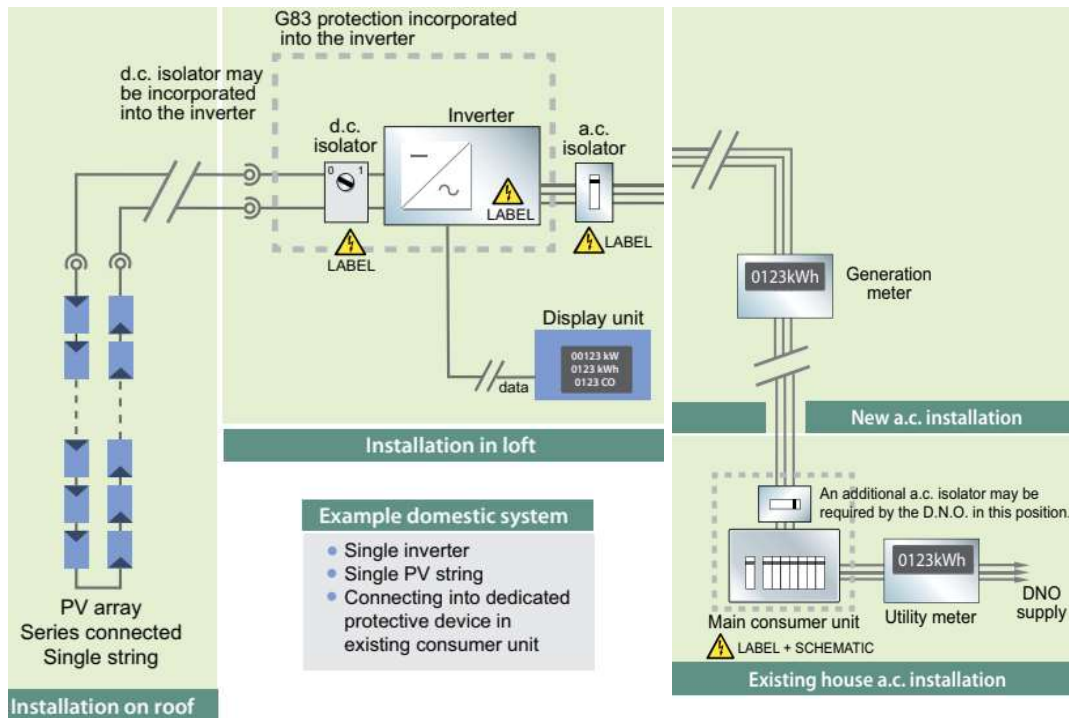 G83 protection incorporated
into the inverter
d.c. isolator may
be incorporated
into the inverter
d.c.
isolator
0 1
LABEL
Inverter
LABEL
a.c.
isolator
LABEL
Display unit
00123 kW
0123 kWh
0123 CO
data
Installation in loft
PV array
Series connected
Single string
Installation on roof
Example domestic system
Single inverter
Single PV string
Connecting into dedicated
protective device in
existing consumer unit
0123kWh
Generation
meter
New a.c. installation
An additional a.c. isolator may be
required by the D.N.O. in this position.
Main consumer unit
LABEL + SCHEMATIC
0123kWh
Utility meter
DNO
supply
Existing house a.c. installation